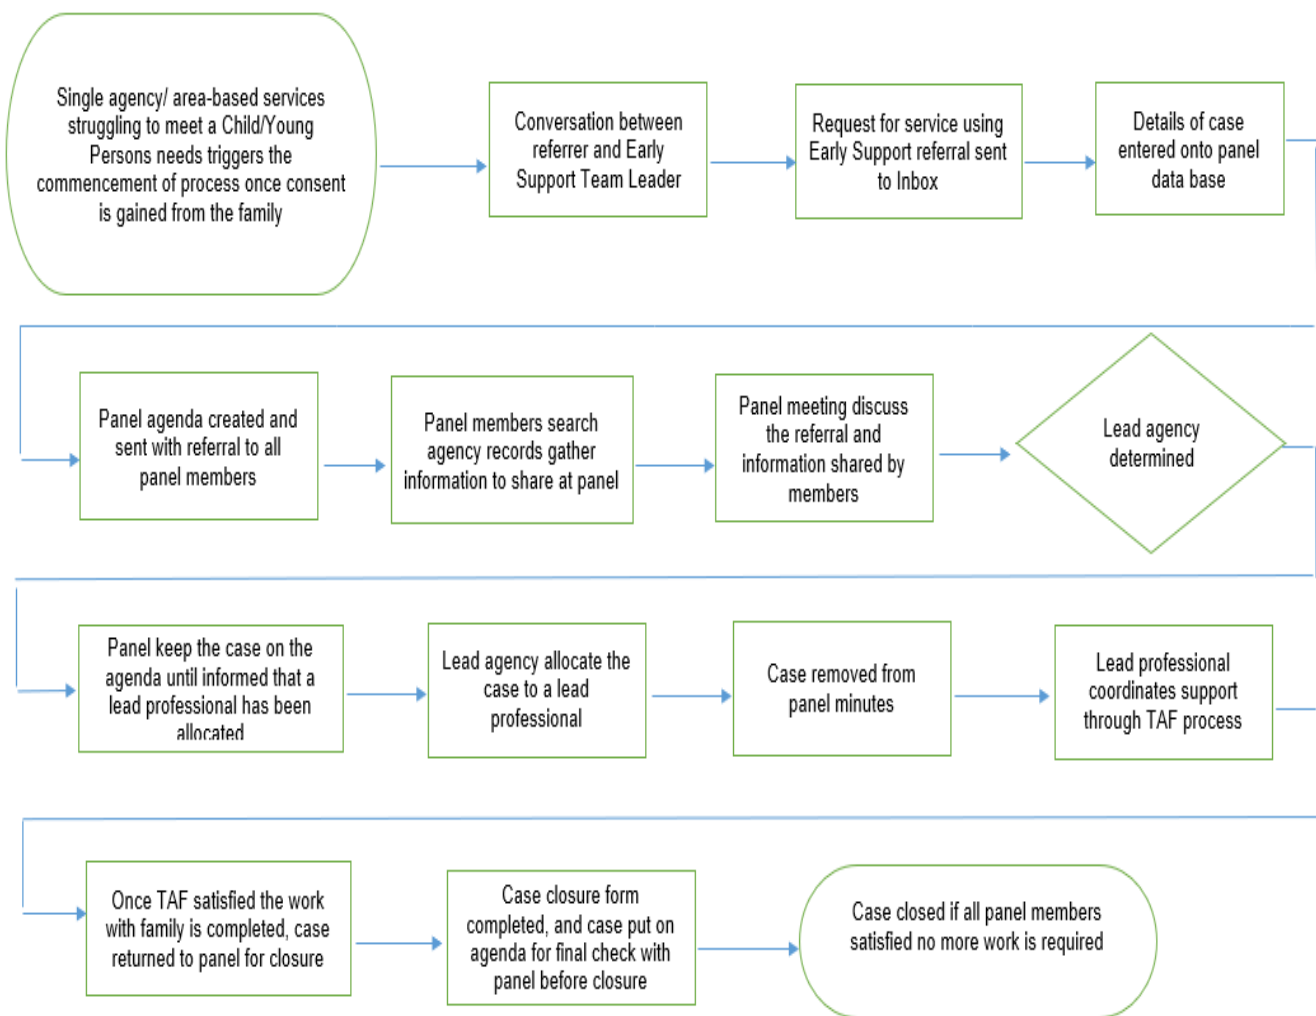 Single agency/ area-based services
struggling to meet a Child/Young
Persons needs triggers the
commencement of process once consent
is gained from the family
Conversation between
referrer and Early
Support Team Leader
Request for service using
Early Support referral sent
to Inbox
Details of case
entered onto panel
data base
Panel agenda created and
sent with referral to all
panel members
Panel members search
agency records gather
information to share at panel
Panel meeting discuss
the referral and
information shared by
members
Lead agency
determined
Panel keep the case on the
agenda until informed that a
lead professional has been
allocated
Lead agency allocate the
case to a lead
professional
Case removed from
panel minutes
Lead professional
coordinates support
through TAF process
Once TAF satisfied the work
with family is completed, case
returned to panel for closure
Case closure form
completed, and case put on
agenda for final check with
panel before closure
Case closed if all panel members
satisfied no more work is required